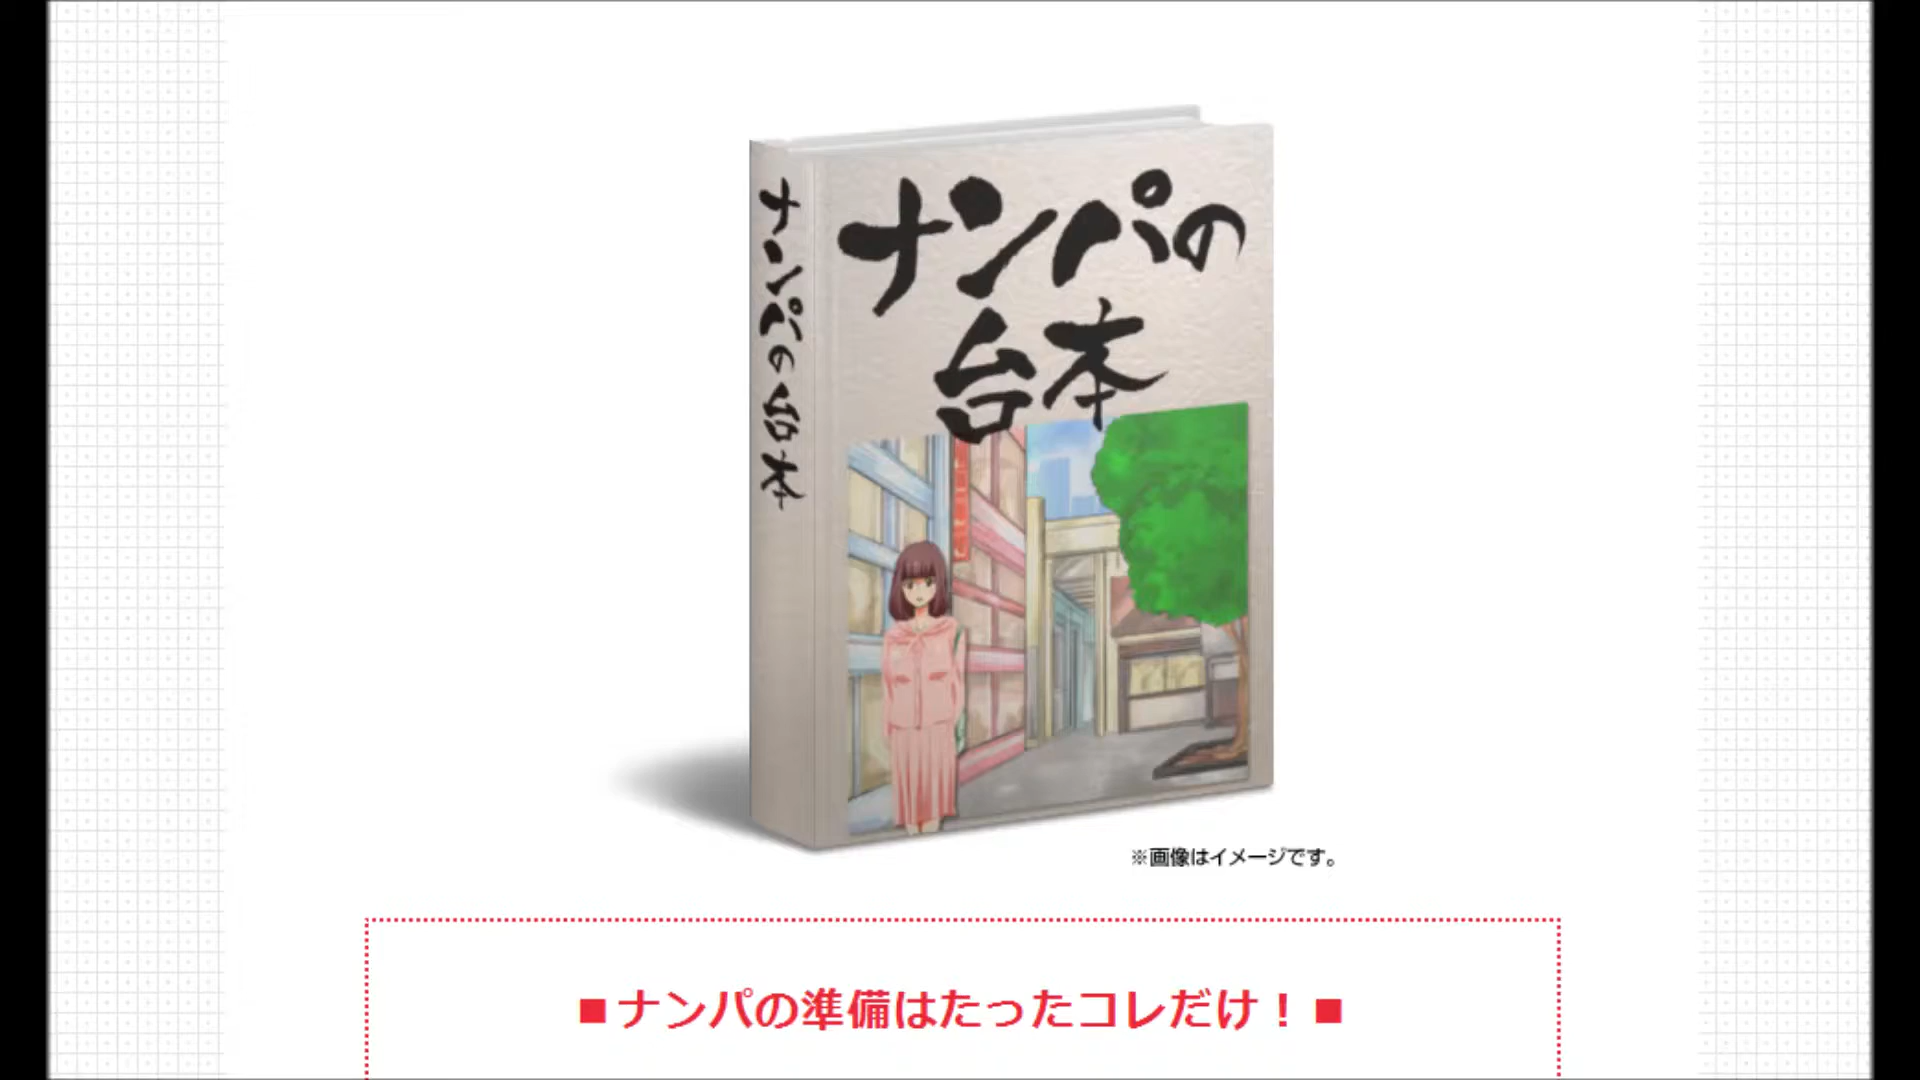 ナンパの
台本
ナンパの台本
※画像はイメージです。
■ナンパの準備はたったコレだけ！■